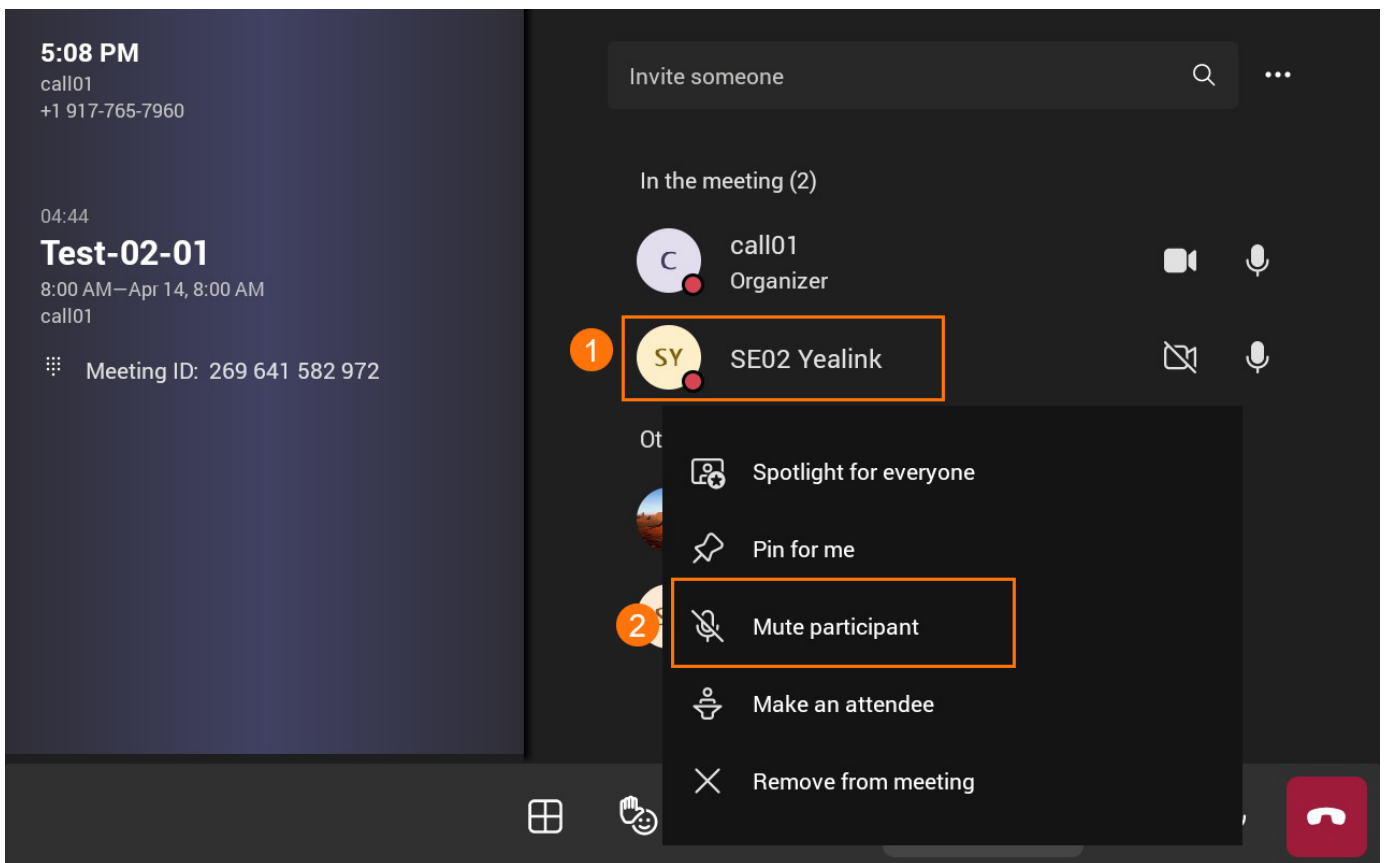 5:08 PM
call01
+1 917-765-7960
04:44
Test-02-01
8:00 AM—Apr 14, 8:00 AM
call01
Meeting ID: 269 641 582 972
Invite someone
In the meeting (2)
C
call01
Organizer
1
SY
SE02 Yealink
Ot
Spotlight for everyone
Pin for me
2
Mute participant
Make an attendee
Remove from meeting